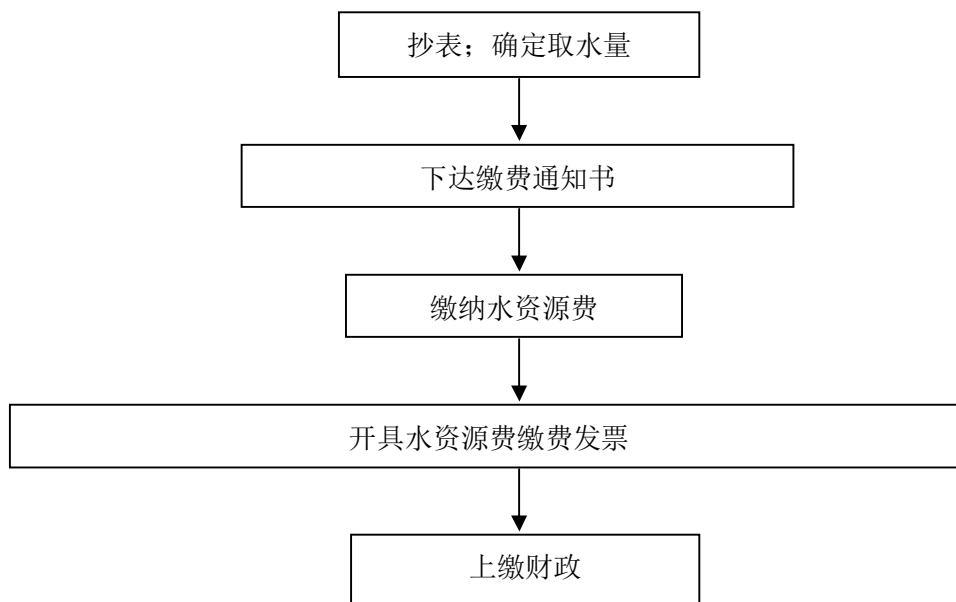 抄表；确定取水量
下达缴费通知书
缴纳水资源费
开具水资源费缴费发票
上缴财政